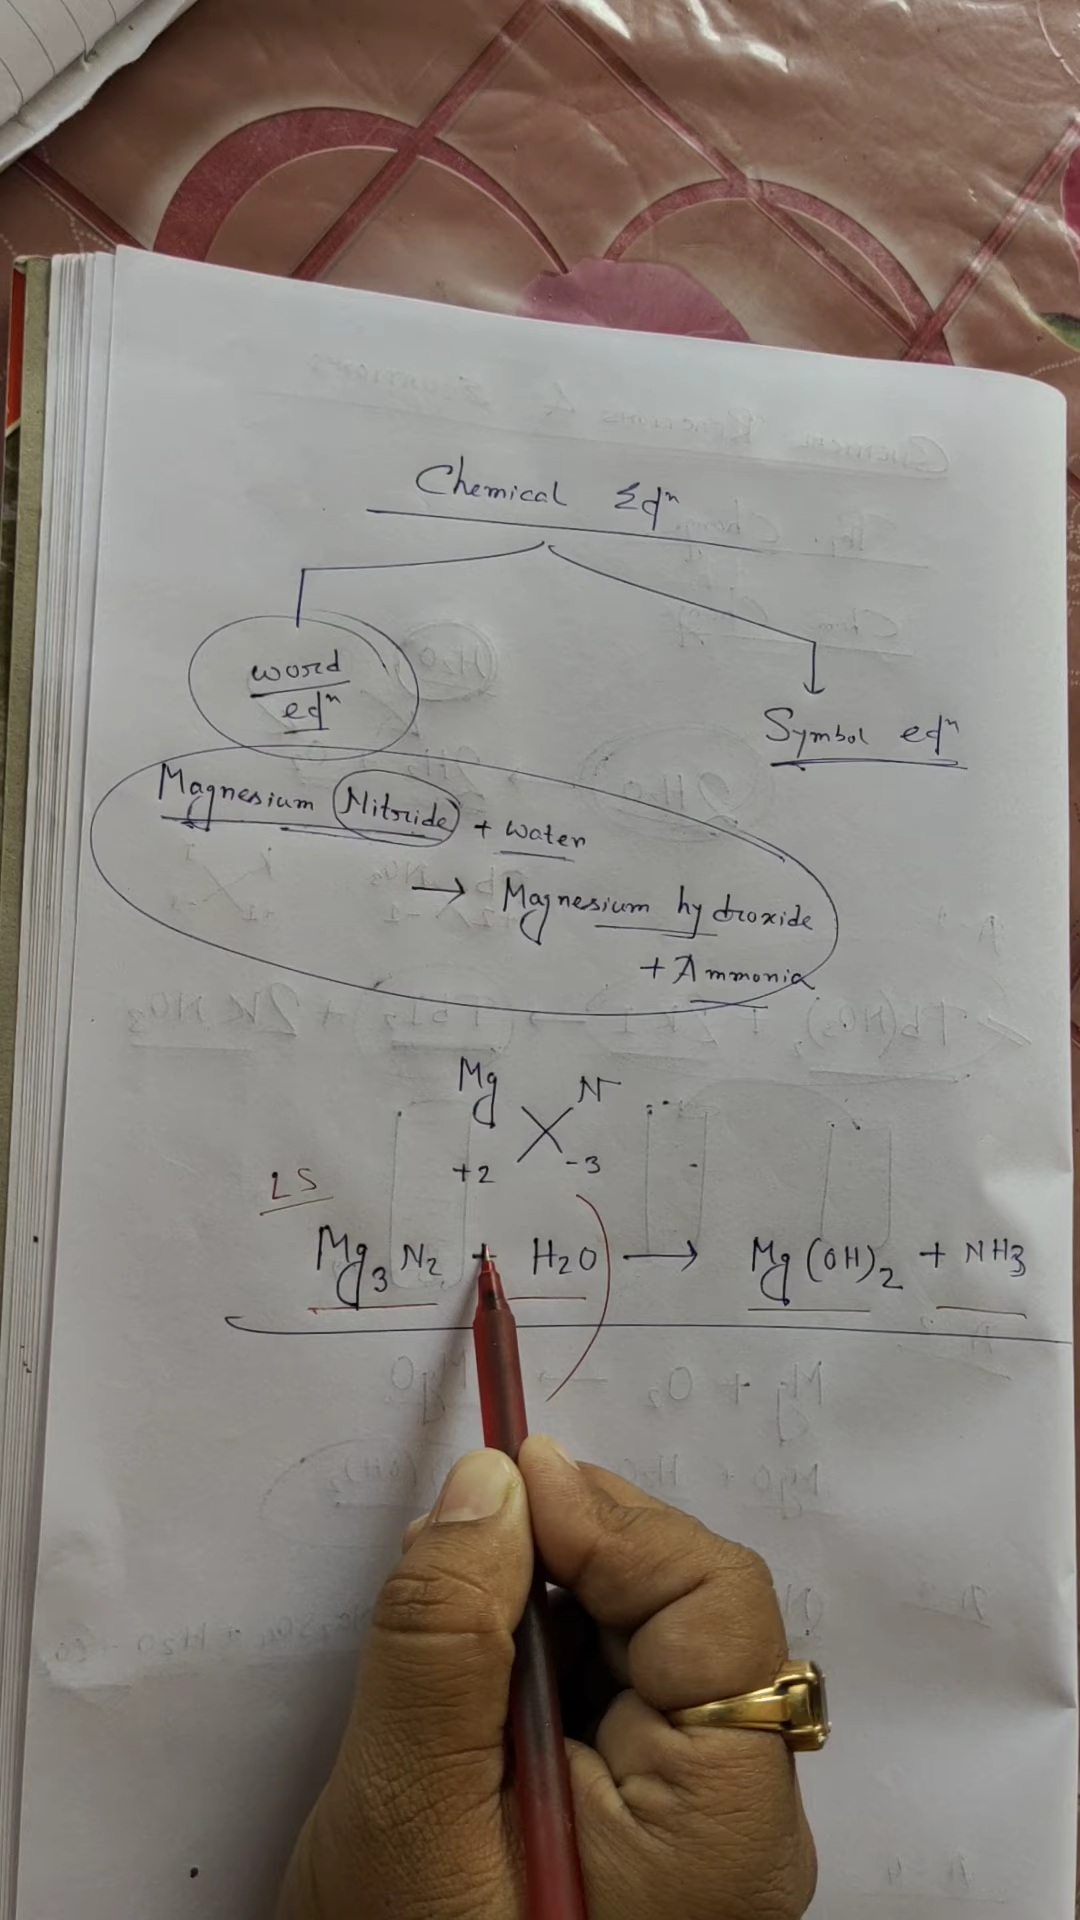 Chemical Eqⁿ
word
eqⁿ
Symbol eqⁿ
Magnesium Nitride + water
→ Magnesium hydroxide
+ Ammonia
Mg N
+2 -3
LS
Mg₃N₂ + H₂O → Mg(OH)₂ + NH₃